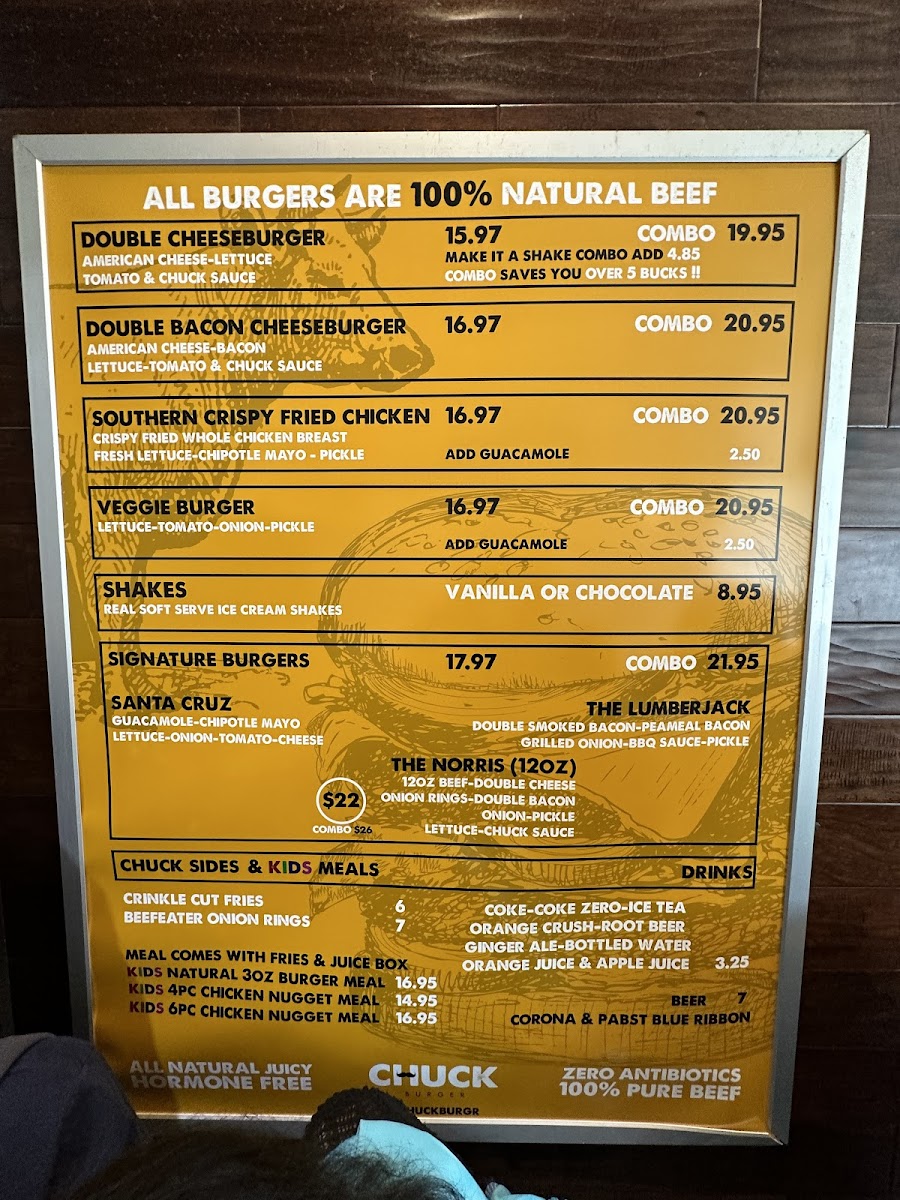 ALL BURGERS ARE 100% NATURAL BEEF
DOUBLE CHEESEBURGER 15.97 COMBO 19.95
AMERICAN CHEESE-LETTUCE MAKE IT A SHAKE COMBO ADD 4.85
TOMATO & CHUCK SAUCE COMBO SAVES YOU OVER 5 BUCKS !!
DOUBLE BACON CHEESEBURGER 16.97 COMBO 20.95
AMERICAN CHEESE-BACON
LETTUCE-TOMATO & CHUCK SAUCE
SOUTHERN CRISPY FRIED CHICKEN 16.97 COMBO 20.95
CRISPY FRIED WHOLE CHICKEN BREAST
FRESH LETTUCE-CHIPOTLE MAYO - PICKLE ADD GUACAMOLE 2.50
VEGGIE BURGER 16.97 COMBO 20.95
LETTUCE-TOMATO-ONION-PICKLE
ADD GUACAMOLE 2.50
SHAKES VANILLA OR CHOCOLATE 8.95
REAL SOFT SERVE ICE CREAM SHAKES
SIGNATURE BURGERS 17.97 COMBO 21.95
SANTA CRUZ
GUACAMOLE-CHIPOTLE MAYO
LETTUCE-ONION-TOMATO-CHEESE
THE LUMBERJACK
DOUBLE SMOKED BACON-PEAMEAL BACON
GRILLED ONION-BBQ SAUCE-PICKLE
THE NORRIS (12OZ)
12OZ BEEF-DOUBLE CHEESE
ONION RINGS-DOUBLE BACON
ONION-PICKLE
LETTUCE-CHUCK SAUCE
$22
COMBO $26
CHUCK SIDES & KIDS MEALS DRINKS
CRINKLE CUT FRIES 6
BEEFEATER ONION RINGS 7
MEAL COMES WITH FRIES & JUICE BOX
KIDS NATURAL 3OZ BURGER MEAL 16.95
KIDS 4PC CHICKEN NUGGET MEAL 14.95
KIDS 6PC CHICKEN NUGGET MEAL 16.95
COKE-COKE ZERO-ICE TEA
ORANGE CRUSH-ROOT BEER
GINGER ALE-BOTTLED WATER
ORANGE JUICE & APPLE JUICE 3.25
BEER 7
CORONA & PABST BLUE RIBBON
ALL NATURAL JUICY
HORMONE FREE
CHUCK
BURGER
HUCKBURGR
ZERO ANTIBIOTICS
100% PURE BEEF